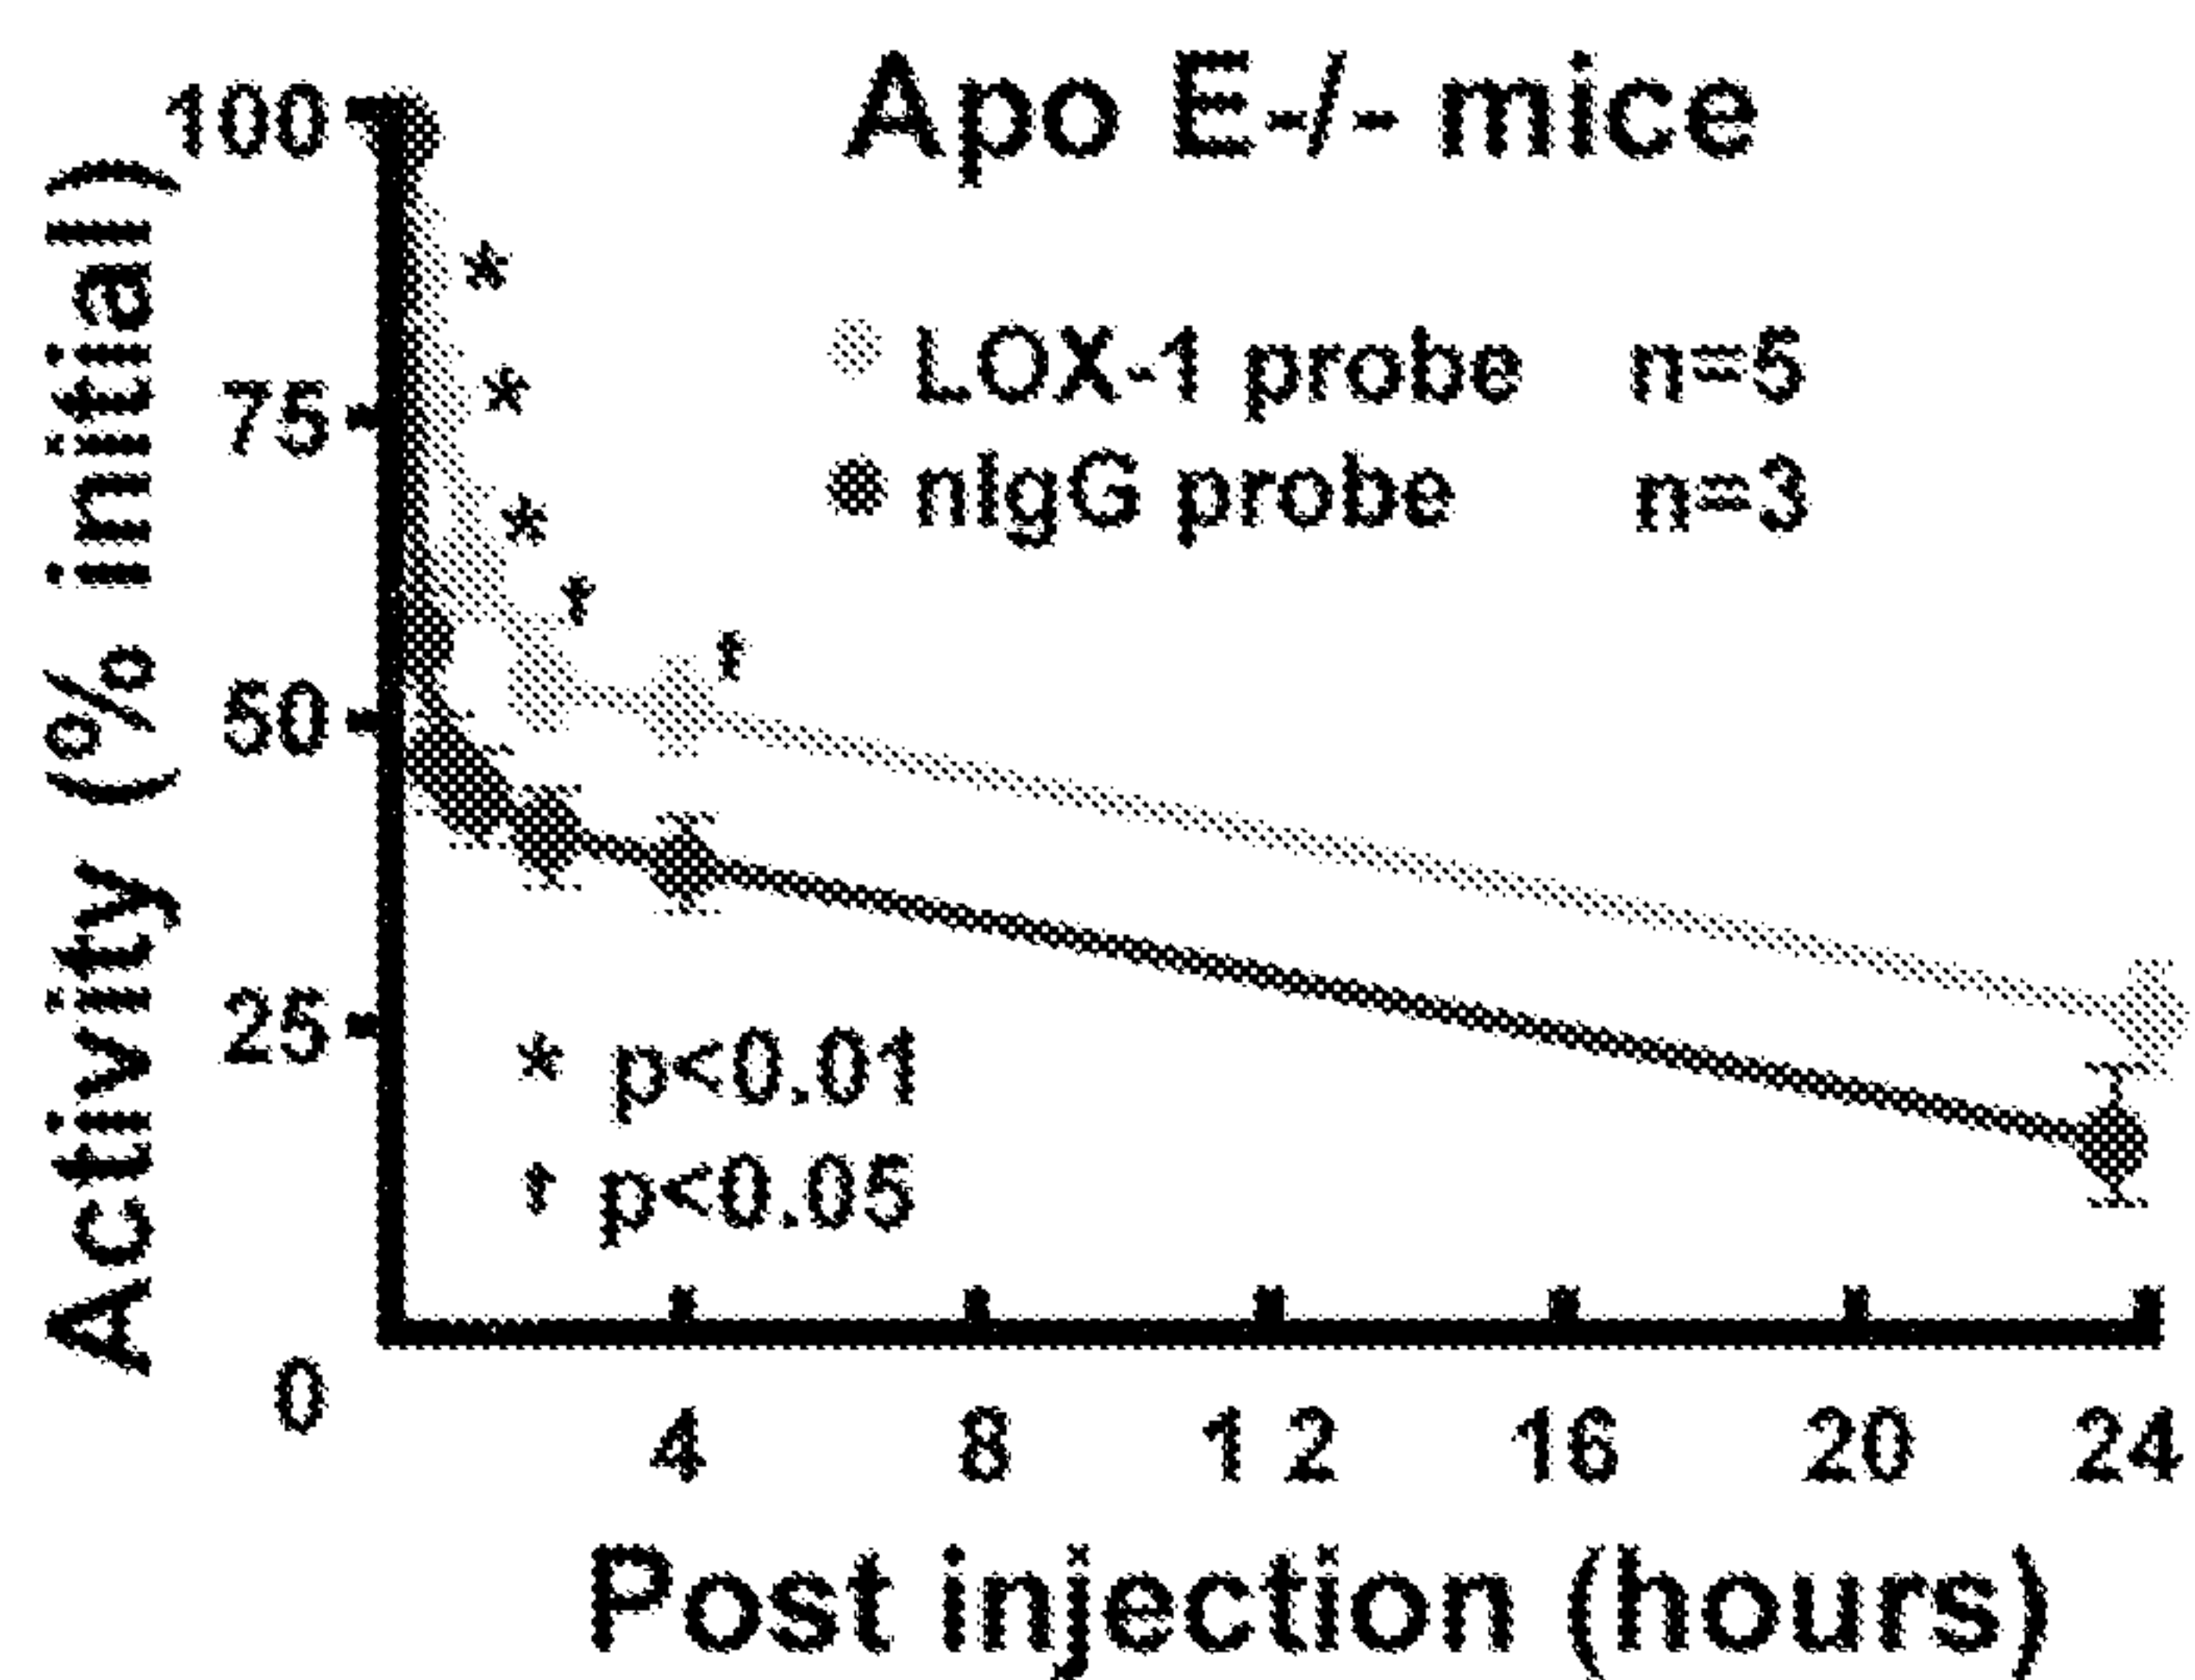 Apo E-/- mice
Activity (% initial)
100
75
50
25
0
*
*
*
†
†
LOX-1 probe n=5
nIgG probe n=3
* p<0.01
† p<0.05
4 8 12 16 20 24
Post injection (hours)